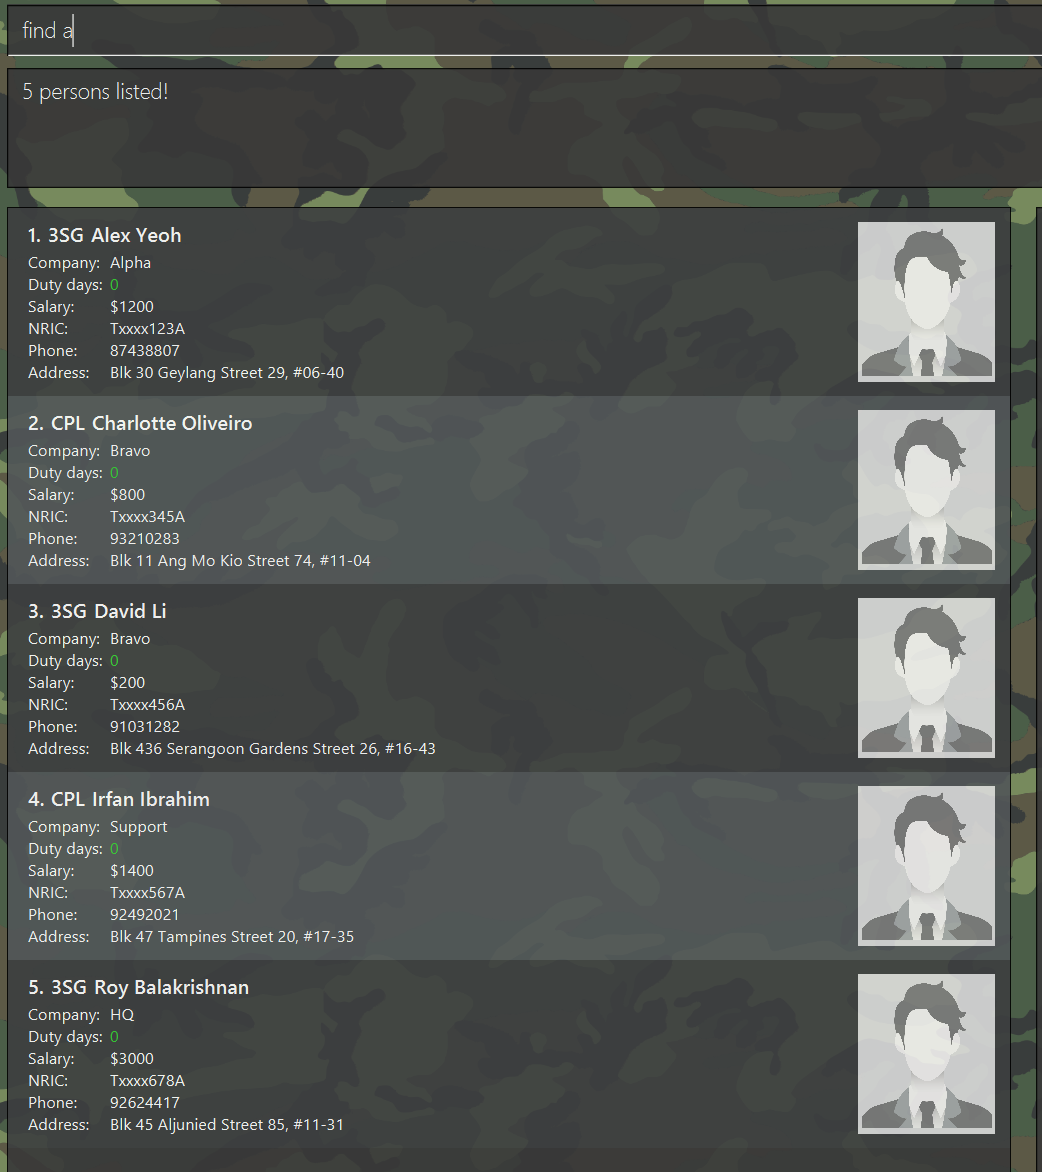 find a
5 persons listed!
1. 3SG Alex Yeoh
Company: Alpha
Duty days: 0
Salary: $1200
NRIC: Txxxx123A
Phone: 87438807
Address: Blk 30 Geylang Street 29, #06-40
2. CPL Charlotte Oliveiro
Company: Bravo
Duty days: 0
Salary: $800
NRIC: Txxxx345A
Phone: 93210283
Address: Blk 11 Ang Mo Kio Street 74, #11-04
3. 3SG David Li
Company: Bravo
Duty days: 0
Salary: $200
NRIC: Txxxx456A
Phone: 91031282
Address: Blk 436 Serangoon Gardens Street 26, #16-43
4. CPL Irfan Ibrahim
Company: Support
Duty days: 0
Salary: $1400
NRIC: Txxxx567A
Phone: 92492021
Address: Blk 47 Tampines Street 20, #17-35
5. 3SG Roy Balakrishnan
Company: HQ
Duty days: 0
Salary: $3000
NRIC: Txxxx678A
Phone: 92624417
Address: Blk 45 Aljunied Street 85, #11-31